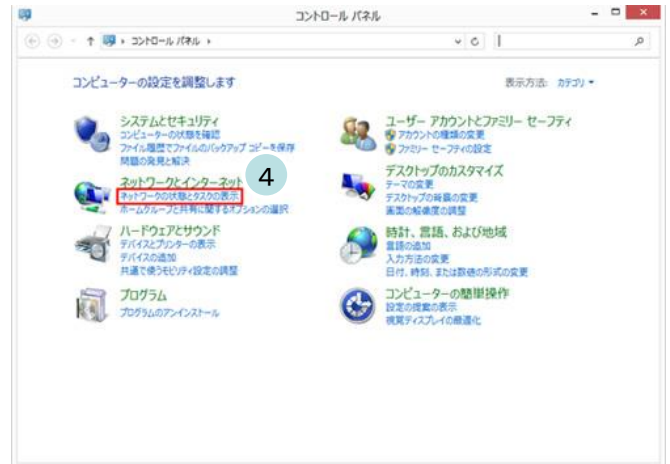 コントロール パネル
コントロール パネル
コンピューターの設定を調整します
表示方法: カテゴリ
システムとセキュリティ
コンピューターの状態を確認
ファイル履歴でファイルのバックアップ コピーを保存
問題の発見と解決
ネットワークとインターネット
4
ネットワークの状態とタスクの表示
ホームグループと共有に関するオプションの選択
ハードウェアとサウンド
デバイスとプリンターの表示
デバイスの追加
共通で使うモビリティ設定の調整
プログラム
プログラムのアンインストール
ユーザー アカウントとファミリー セーフティ
アカウントの種類の変更
ファミリー セーフティの設定
デスクトップのカスタマイズ
テーマの変更
デスクトップの背景の変更
画面の解像度の調整
時計、言語、および地域
言語の追加
入力方法の変更
日付、時刻、または数値の形式の変更
コンピューターの簡単操作
設定の提案の表示
視覚ディスプレイの最適化